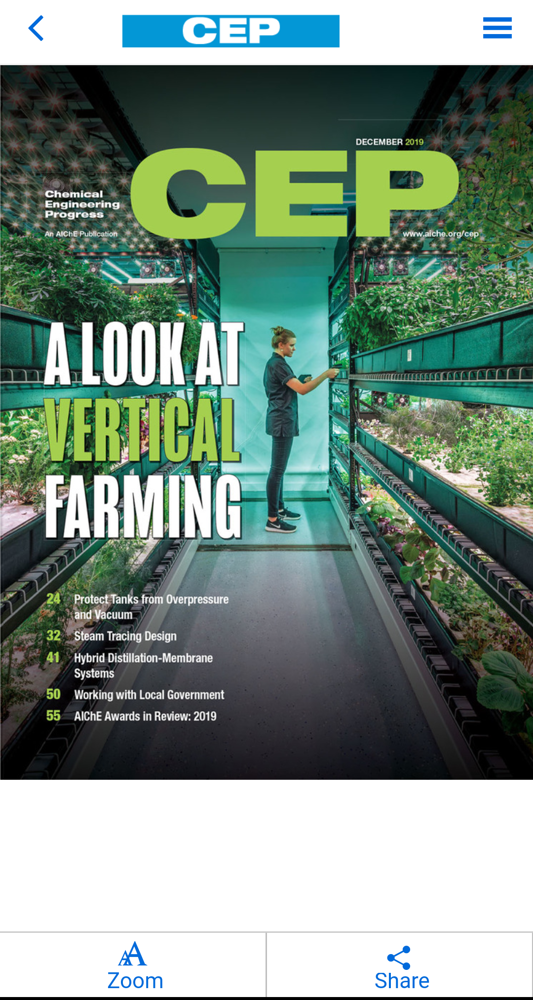 CEP
DECEMBER 2019
CEP
Chemical
Engineering
Progress
An AIChE Publication
www.aiche.org/cep
A LOOK AT
VERTICAL
FARMING
24 Protect Tanks from Overpressure
and Vacuum
32 Steam Tracing Design
41 Hybrid Distillation-Membrane
Systems
50 Working with Local Government
55 AIChE Awards in Review: 2019
Zoom
Share